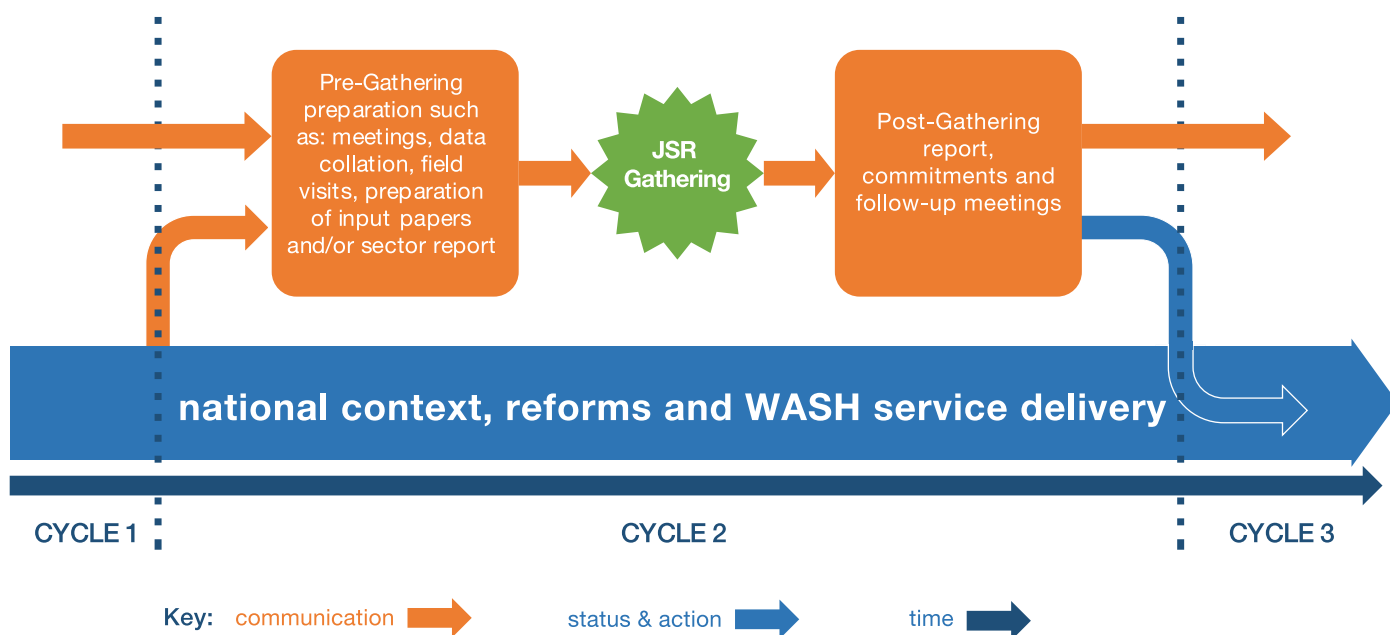 Pre-Gathering
preparation such
as: meetings, data
collation, field
visits, preparation
of input papers
and/or sector report
JSR
Gathering
Post-Gathering
report,
commitments and
follow-up meetings
national context, reforms and WASH service delivery
CYCLE 1
CYCLE 2
CYCLE 3
Key: communication status & action time